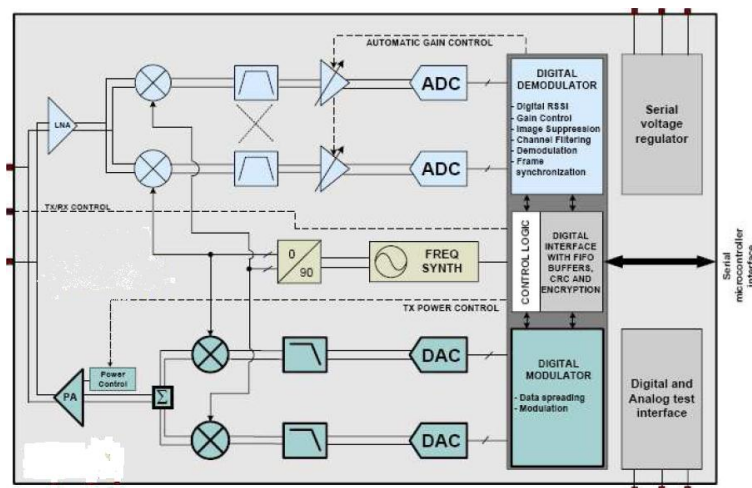 AUTOMATIC GAIN CONTROL
LNA
ADC
ADC
DIGITAL
DEMODULATOR
- Digital RSSI
- Gain Control
- Image Suppression
- Channel Filtering
- Demodulation
- Frame
synchronization
Serial
voltage
regulator
TX/RX CONTROL
0
90
FREQ
SYNTH
CONTROL LOGIC
DIGITAL
INTERFACE
WITH FIFO
BUFFERS,
CRC AND
ENCRYPTION
Serial
microcontroller
interface
TX POWER CONTROL
Power
Control
PA
Σ
DAC
DAC
DIGITAL
MODULATOR
- Data spreading
- Modulation
Digital and
Analog test
interface